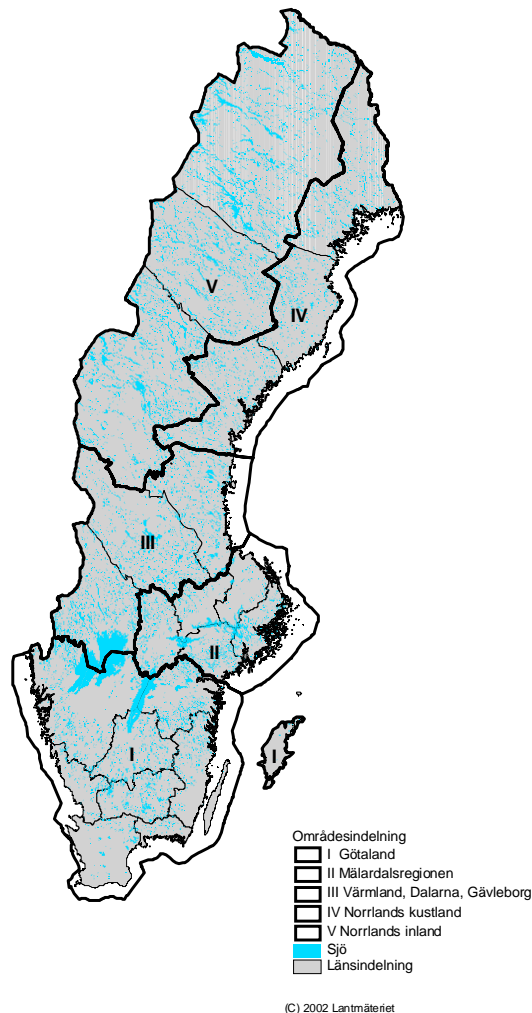 V
IV
III
II
I
I
Områdesindelning
I Götaland
II Mälardalsregionen
III Värmland, Dalarna, Gävleborg
IV Norrlands kustland
V Norrlands inland
Sjö
Länsindelning
(C) 2002 Lantmäteriet